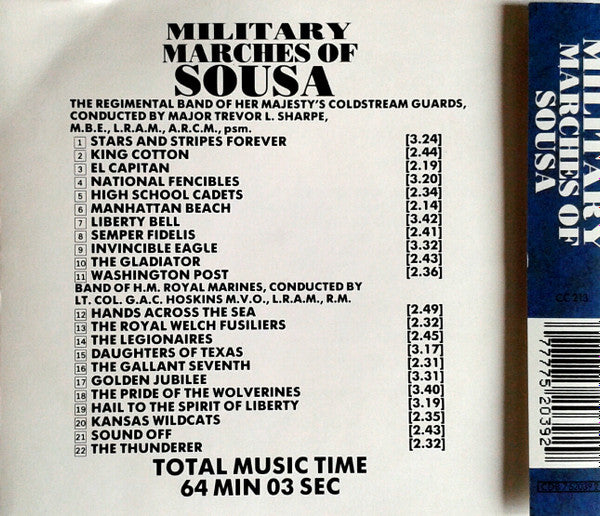 MILITARY
MARCHES OF
SOUSA
THE REGIMENTAL BAND OF HER MAJESTY'S COLDSTREAM GUARDS,
CONDUCTED BY MAJOR TREVOR L. SHARPE,
M.B.E., L.R.A.M., A.R.C.M., psm.
1 STARS AND STRIPES FOREVER [3.24]
2 KING COTTON [2.44]
3 EL CAPITAN [2.19]
4 NATIONAL FENCIBLES [3.20]
5 HIGH SCHOOL CADETS [2.34]
6 MANHATTAN BEACH [2.14]
7 LIBERTY BELL [3.42]
8 SEMPER FIDELIS [2.41]
9 INVINCIBLE EAGLE [3.32]
10 THE GLADIATOR [2.43]
11 WASHINGTON POST [2.36]
BAND OF H.M. ROYAL MARINES, CONDUCTED BY
LT. COL. G.A.C. HOSKINS M.V.O., L.R.A.M., R.M.
12 HANDS ACROSS THE SEA [2.49]
13 THE ROYAL WELCH FUSILIERS [2.32]
14 THE LEGIONAIRES [2.45]
15 DAUGHTERS OF TEXAS [3.17]
16 THE GALLANT SEVENTH [2.31]
17 GOLDEN JUBILEE [3.31]
18 THE PRIDE OF THE WOLVERINES [3.40]
19 HAIL TO THE SPIRIT OF LIBERTY [3.19]
20 KANSAS WILDCATS [2.35]
21 SOUND OFF [2.43]
22 THE THUNDERER [2.32]
TOTAL MUSIC TIME
64 MIN 03 SEC
MILITARY
MARCHES OF
SOUSA
CC 213
77775 20392